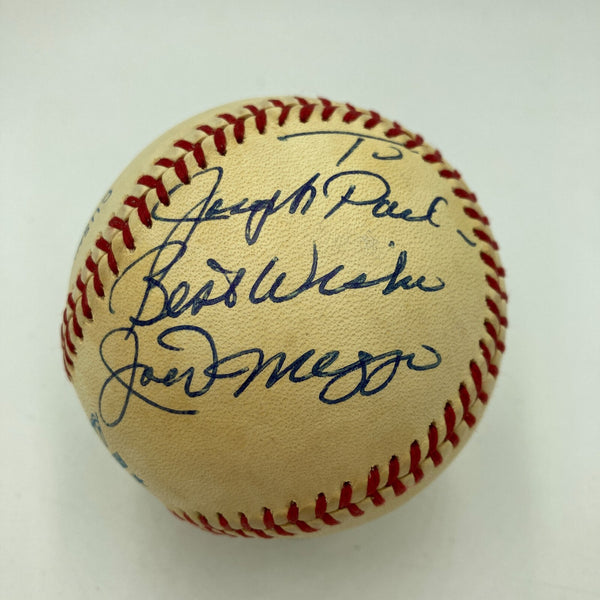 To
Joseph Paul -
Best Wishes
Joe DiMaggio